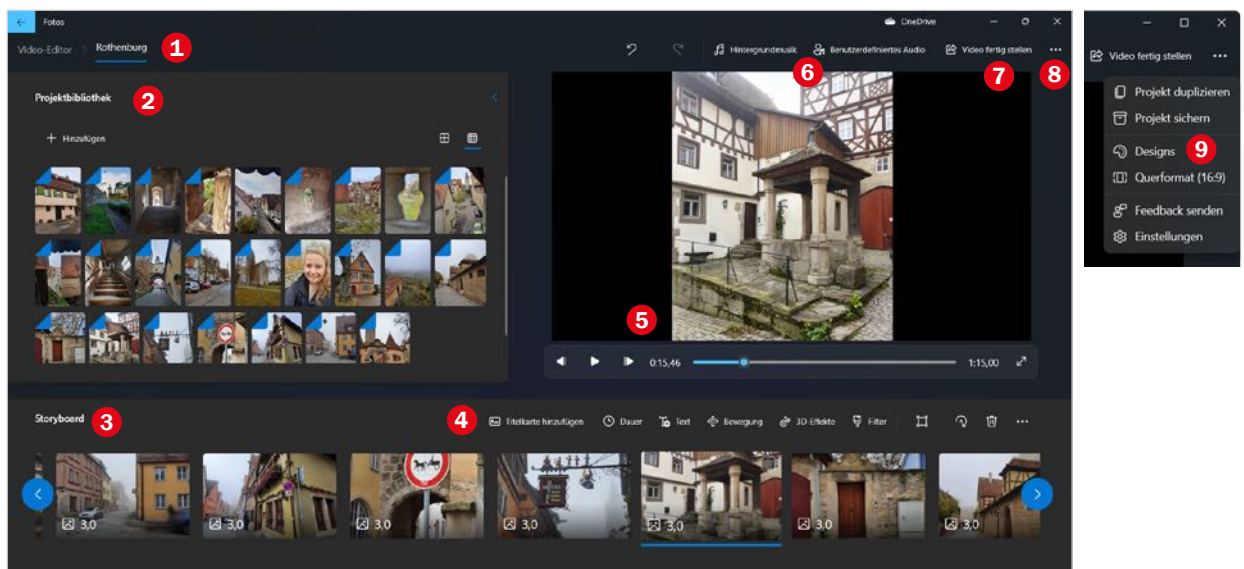 Fotos
OneDrive
Video-Editor
Rothenburg
1
Hintergrundmusik
Benutzerdefiniertes Audio
Video fertig stellen
6
7
8
Projektbibliothek
2
Hinzufügen
5
0:15,46
1:15,00
Storyboard
3
4
Titelkarte hinzufügen
Dauer
Text
Bewegung
3D-Effekte
Filter
3,0
3,0
3,0
3,0
3,0
3,0
3,0
Video fertig stellen
Projekt duplizieren
Projekt sichern
Designs
9
Querformat (16:9)
Feedback senden
Einstellungen